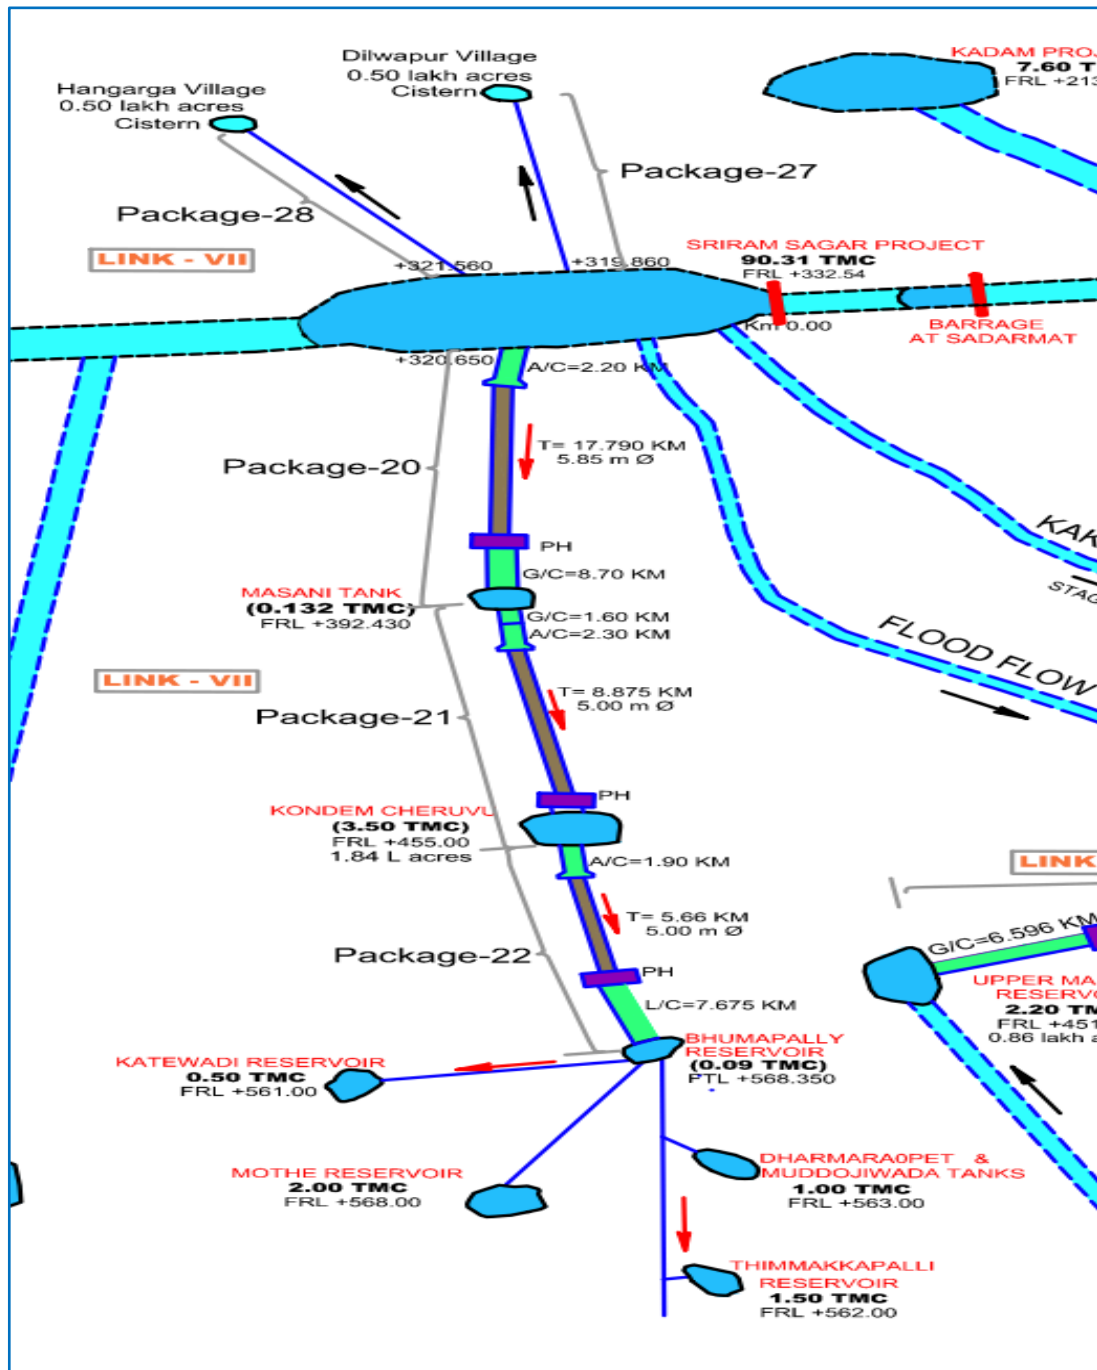 Dilwapur Village
0.50 lakh acres
Cistern
Hangarga Village
0.50 lakh acres
Cistern
KADAM PROJ
7.60 T
FRL +213
Package-27
Package-28
LINK - VII
SRIRAM SAGAR PROJECT
90.31 TMC
FRL +332.54
+321.560
+319.860
Km 0.00
BARRAGE
AT SADARMAT
+320.650
A/C=2.20 KM
T= 17.790 KM
5.85 m Ø
Package-20
PH
G/C=8.70 KM
MASANI TANK
(0.132 TMC)
FRL +392.430
G/C=1.60 KM
A/C=2.30 KM
KAK
STAG
FLOOD FLOW
LINK - VII
T= 8.875 KM
5.00 m Ø
Package-21
PH
KONDEM CHERUVU
(3.50 TMC)
FRL +455.00
1.84 L acres
A/C=1.90 KM
LINK
T= 5.66 KM
5.00 m Ø
Package-22
PH
G/C=6.596 KM
UPPER MA
RESERVO
2.20 TM
FRL +451
0.86 lakh a
L/C=7.675 KM
BHUMAPALLY
RESERVOIR
(0.09 TMC)
PTL +568.350
KATEWADI RESERVOIR
0.50 TMC
FRL +561.00
MOTHE RESERVOIR
2.00 TMC
FRL +568.00
DHARMARA0PET &
MUDDOJIWADA TANKS
1.00 TMC
FRL +563.00
THIMMAKKAPALLI
RESERVOIR
1.50 TMC
FRL +562.00